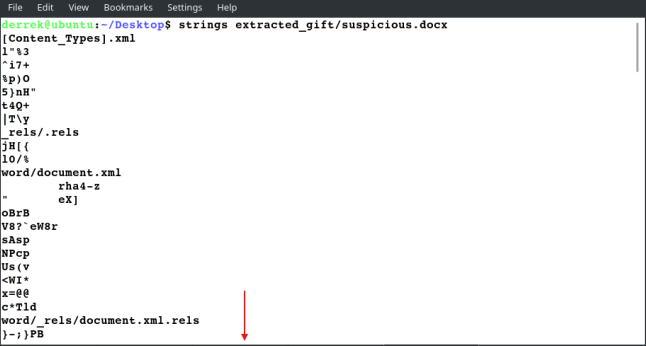 File Edit View Bookmarks Settings Help
derrek@ubuntu:~/Desktop$ strings extracted_gift/suspicious.docx
[Content_Types].xml
l"%3
^i7+
%p)O
5}nH"
t4Q+
|T\y
_rels/.rels
jH[{
l0/%
word/document.xml
rha4-z
" eX]
oBrB
V8?`eW8r
sAsp
NPcp
Us(v
<WI*
x=@@
c*Tld
word/_rels/document.xml.rels
}-;}PB